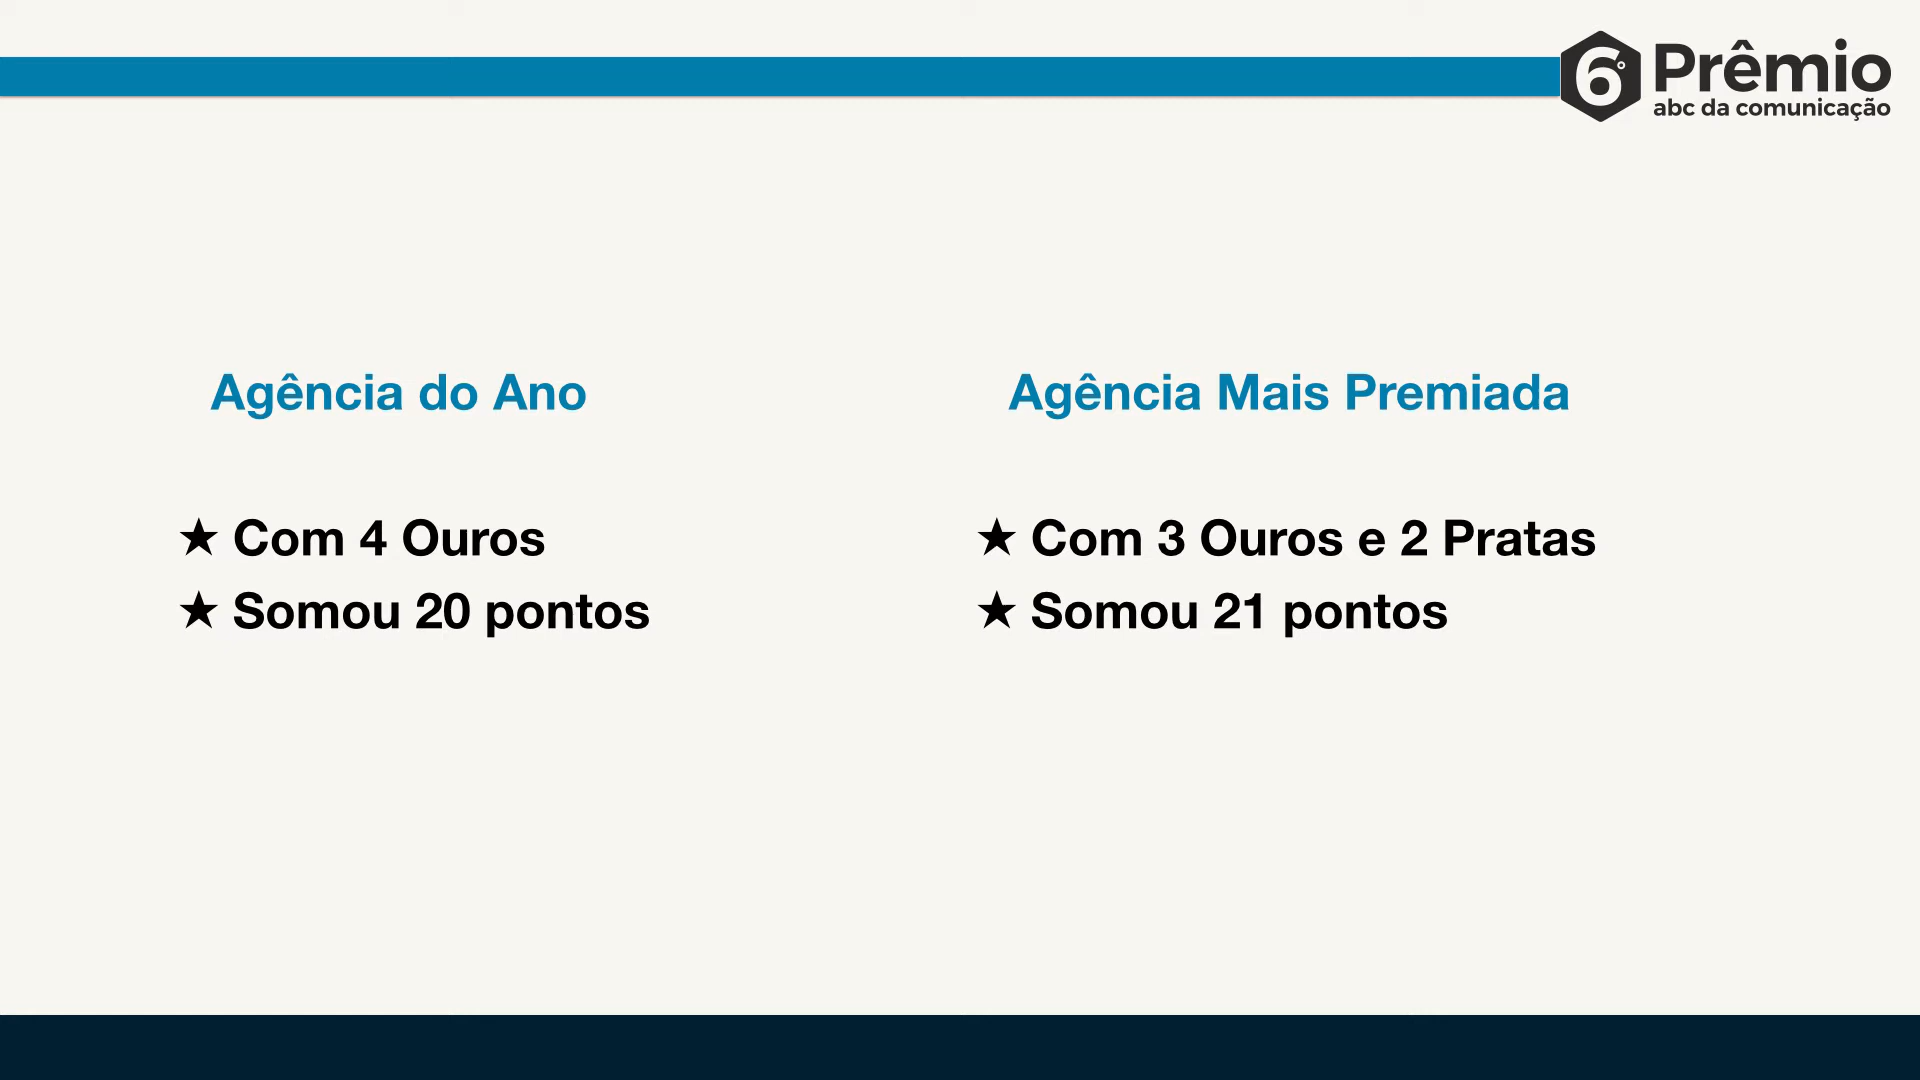 6º Prêmio
abc da comunicação
Agência do Ano
★ Com 4 Ouros
★ Somou 20 pontos
Agência Mais Premiada
★ Com 3 Ouros e 2 Pratas
★ Somou 21 pontos